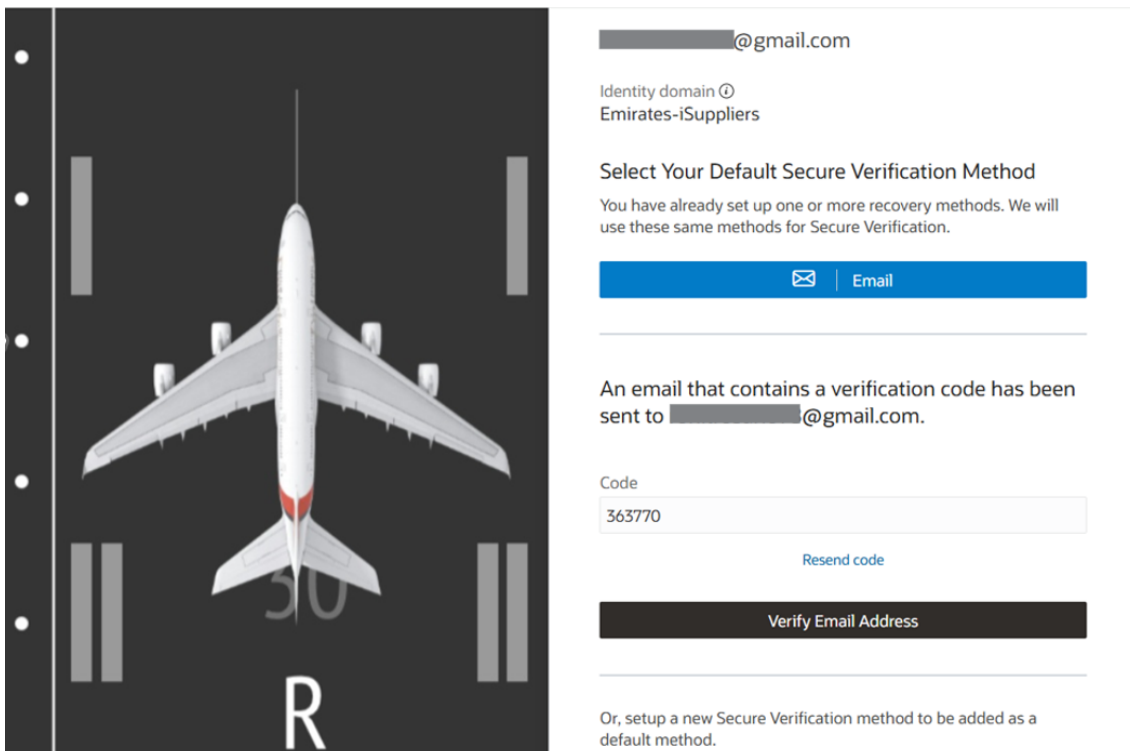 @gmail.com
Identity domain
Emirates-iSuppliers
Select Your Default Secure Verification Method
You have already set up one or more recovery methods. We will
use these same methods for Secure Verification.
Email
An email that contains a verification code has been
sent to @gmail.com.
Code
363770
Resend code
Verify Email Address
Or, setup a new Secure Verification method to be added as a
default method.
30
R